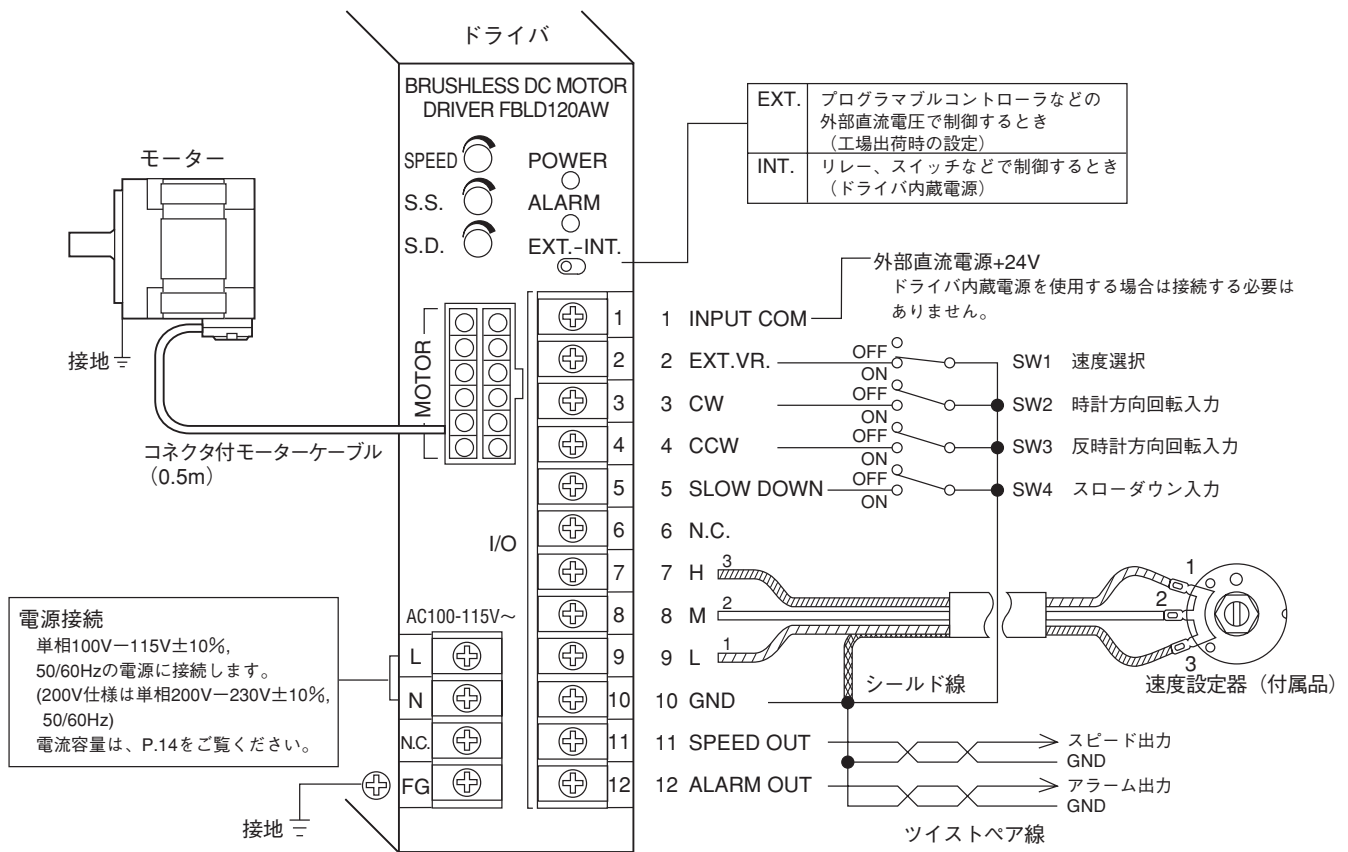 ドライバ
BRUSHLESS DC MOTOR
DRIVER FBLD120AW
SPEED
POWER
S.S.
ALARM
S.D.
EXT.-INT.
EXT.
プログラマブルコントローラなどの
外部直流電圧で制御するとき
（工場出荷時の設定）
INT.
リレー、スイッチなどで制御するとき
（ドライバ内蔵電源）
モーター
接地
コネクタ付モーターケーブル
（0.5m）
MOTOR
I/O
1
2
3
4
5
6
7
8
9
10
11
12
AC100-115V～
L
N
N.C.
FG
接地
電源接続
単相100V－115V±10%,
50/60Hzの電源に接続します。
(200V仕様は単相200V－230V±10%,
50/60Hz)
電流容量は、P.14をご覧ください。
外部直流電源+24V
ドライバ内蔵電源を使用する場合は接続する必要は
ありません。
1 INPUT COM
2 EXT.VR. OFF ON SW1 速度選択
3 CW OFF ON SW2 時計方向回転入力
4 CCW OFF ON SW3 反時計方向回転入力
5 SLOW DOWN OFF ON SW4 スローダウン入力
6 N.C.
7 H 3 1
8 M 2 2
9 L 1 3
シールド線
速度設定器（付属品）
10 GND
11 SPEED OUT スピード出力
GND
12 ALARM OUT アラーム出力
GND
ツイストペア線